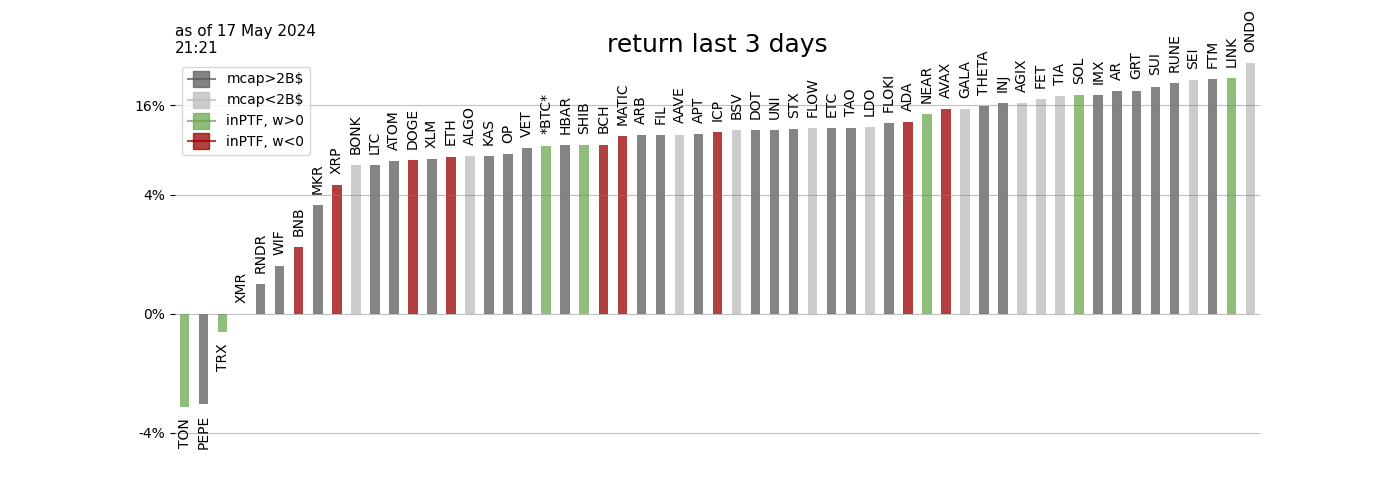 as of 17 May 2024
21:21
return last 3 days
mcap>2B$
mcap<2B$
inPTF, w>0
inPTF, w<0
16%
4%
0%
-4%
TON
PEPE
TRX
XMR
RNDR
WIF
BNB
MKR
XRP
BONK
LTC
ATOM
DOGE
XLM
ETH
ALGO
KAS
OP
VET
*BTC*
HBAR
SHIB
BCH
MATIC
ARB
FIL
AAVE
APT
ICP
BSV
DOT
UNI
STX
FLOW
ETC
TAO
LDO
FLOKI
ADA
NEAR
AVAX
GALA
THETA
INJ
AGIX
FET
TIA
SOL
IMX
AR
GRT
SUI
RUNE
SEI
FTM
LINK
ONDO